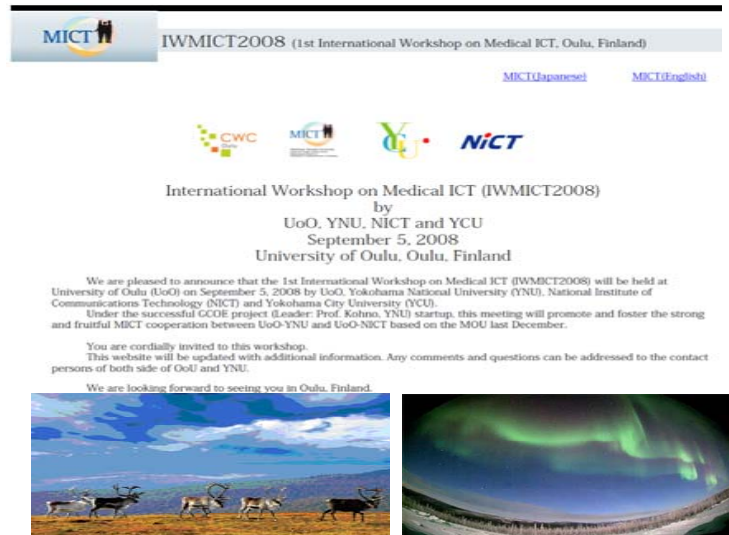 MICT
IWMICT2008 (1st International Workshop on Medical ICT, Oulu, Finland)
MICT(Japanese) MICT(English)
CWC
Oulu
MICT
YCU
NiCT
International Workshop on Medical ICT (IWMICT2008)
by
UoO, YNU, NICT and YCU
September 5, 2008
University of Oulu, Oulu, Finland
We are pleased to announce that the 1st International Workshop on Medical ICT (IWMICT2008) will be held at
University of Oulu (UoO) on September 5, 2008 by UoO, Yokohama National University (YNU), National Institute of
Communications Technology (NICT) and Yokohama City University (YCU).
Under the successful GCOE project (Leader: Prof. Kohno, YNU) startup, this meeting will promote and foster the strong
and fruitful MICT cooperation between UoO-YNU and UoO-NICT based on the MOU last December.
You are cordially invited to this workshop.
This website will be updated with additional information. Any comments and questions can be addressed to the contact
persons of both side of OoU and YNU.
We are looking forward to seeing you in Oulu, Finland.